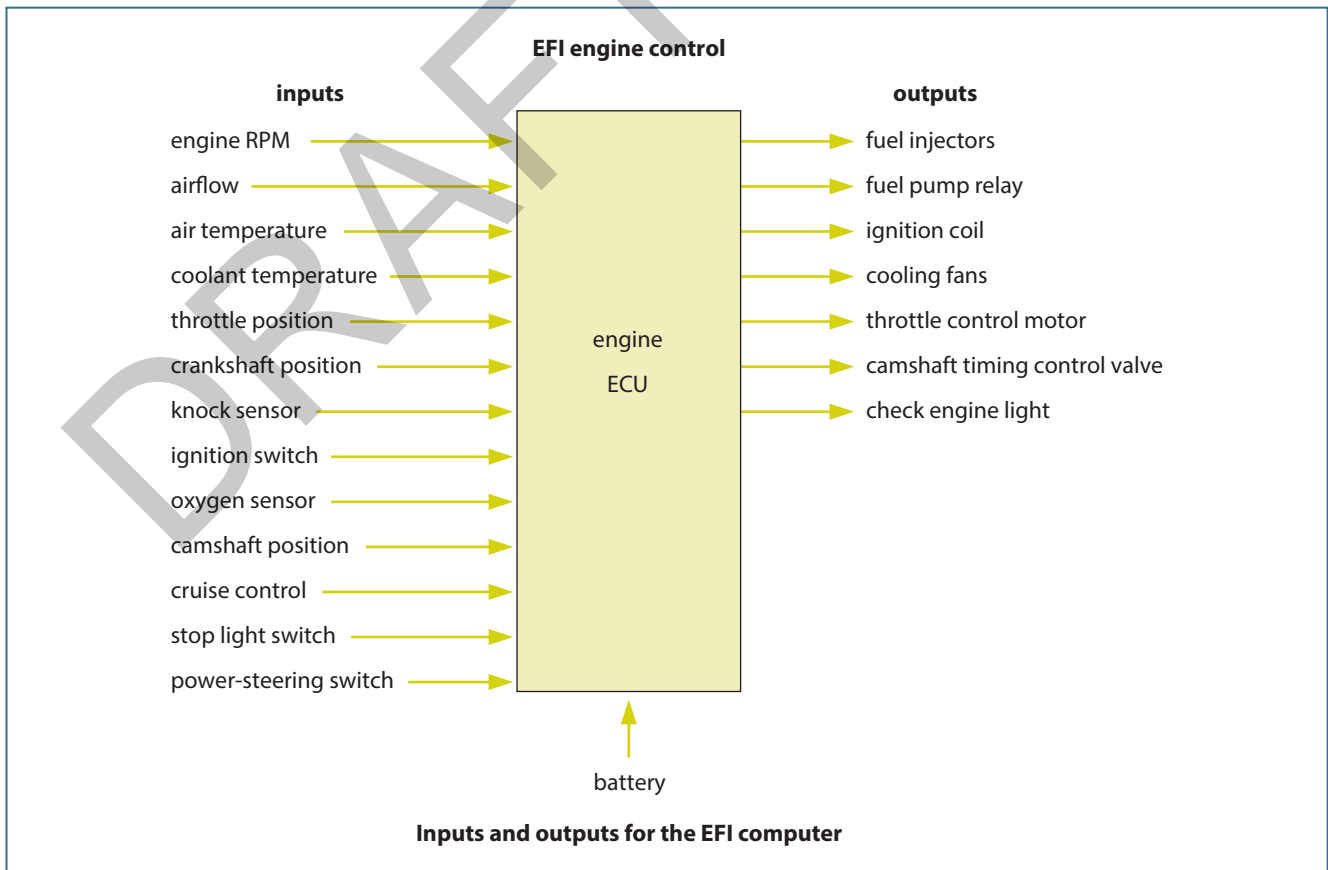 EFI engine control
inputs
outputs
engine RPM
airflow
air temperature
coolant temperature
throttle position
crankshaft position
knock sensor
ignition switch
oxygen sensor
camshaft position
cruise control
stop light switch
power-steering switch
engine
ECU
fuel injectors
fuel pump relay
ignition coil
cooling fans
throttle control motor
camshaft timing control valve
check engine light
battery
Inputs and outputs for the EFI computer
DRAFT